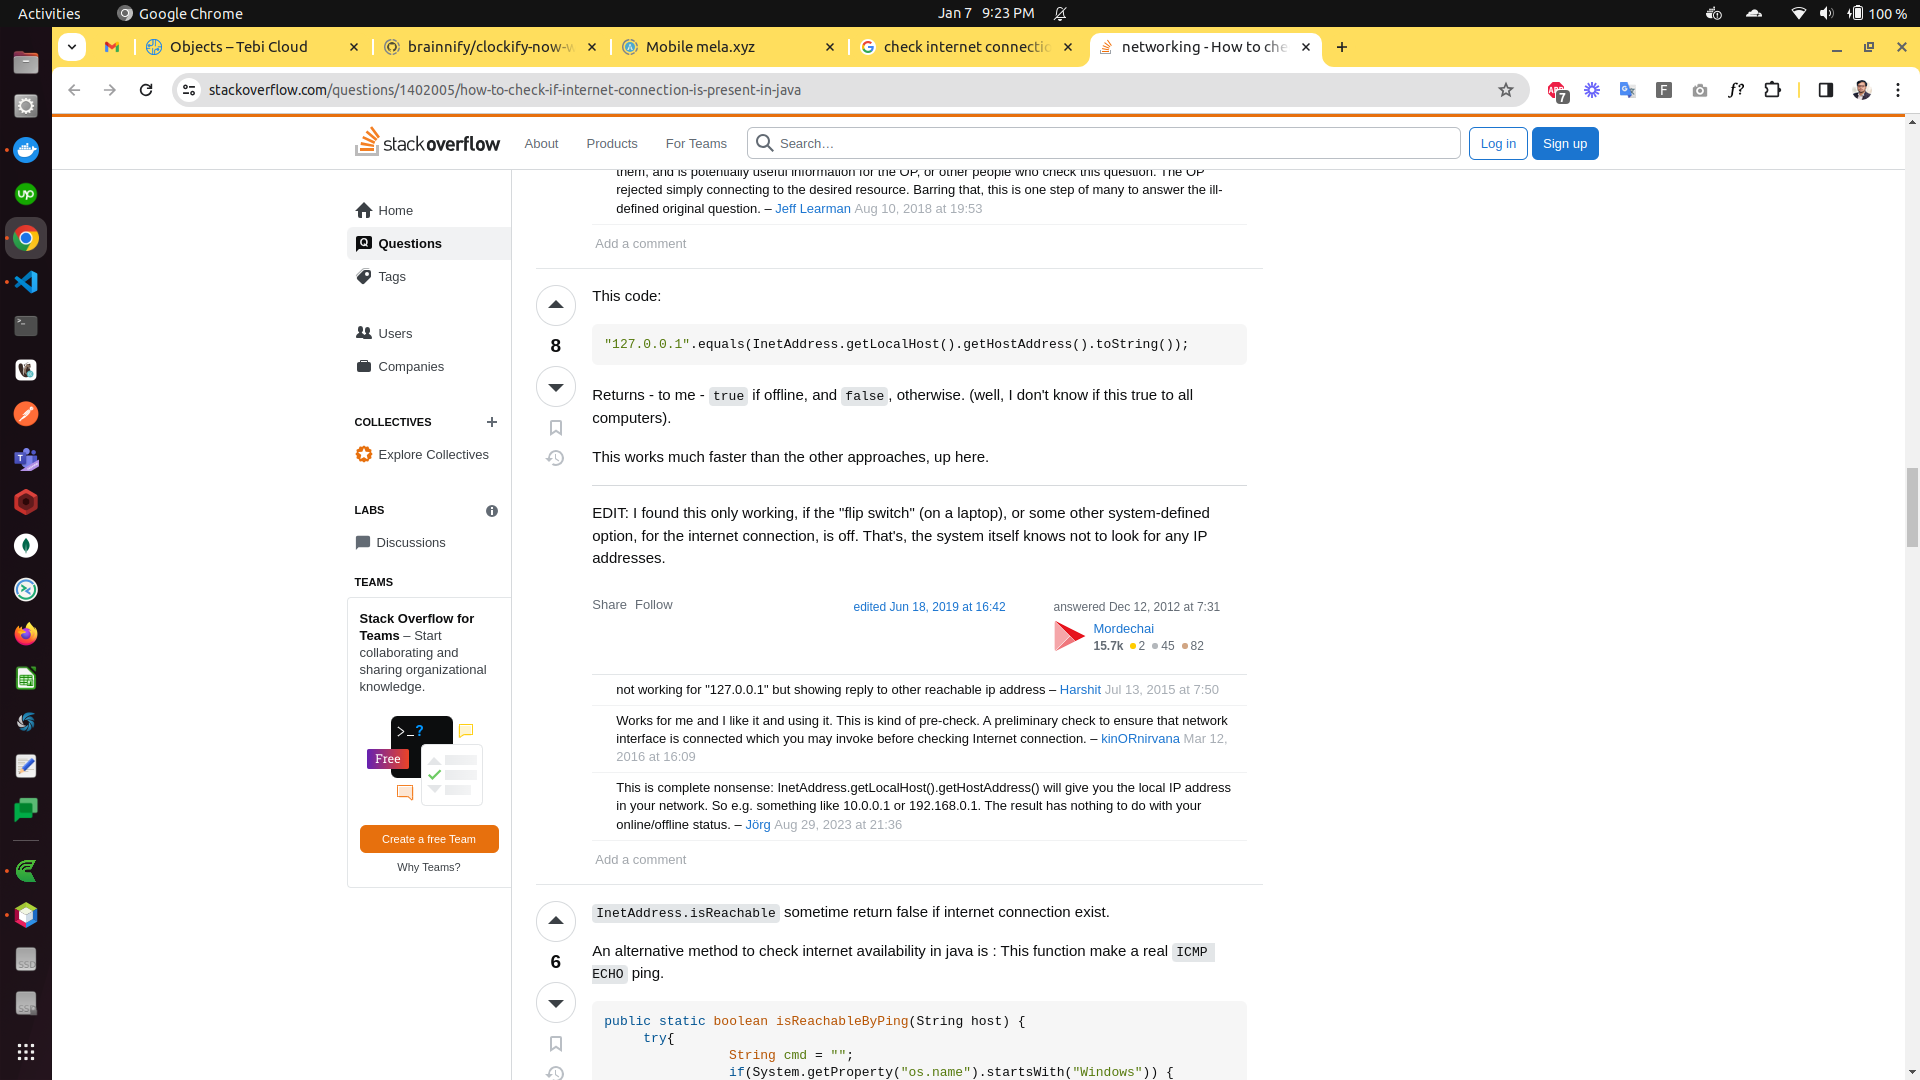 Activities
Google Chrome
Jan 7 9:23 PM
100 %
Objects – Tebi Cloud
brainnify/clockify-now-w
Mobile mela.xyz
check internet connectio
networking - How to che
stackoverflow.com/questions/1402005/how-to-check-if-internet-connection-is-present-in-java
7
F
f?
stackoverflow
About
Products
For Teams
Search…
Log in
Sign up
Home
Questions
Tags
Users
Companies
COLLECTIVES
Explore Collectives
LABS
Discussions
TEAMS
Stack Overflow for
Teams – Start
collaborating and
sharing organizational
knowledge.
>_?
Free
Create a free Team
Why Teams?
them, and is potentially useful information for the OP, or other people who check this question. The OP
rejected simply connecting to the desired resource. Barring that, this is one step of many to answer the ill-
defined original question. – Jeff Learman Aug 10, 2018 at 19:53
Add a comment
8
This code:
"127.0.0.1".equals(InetAddress.getLocalHost().getHostAddress().toString());
Returns - to me - true if offline, and false, otherwise. (well, I don't know if this true to all
computers).
This works much faster than the other approaches, up here.
EDIT: I found this only working, if the "flip switch" (on a laptop), or some other system-defined
option, for the internet connection, is off. That's, the system itself knows not to look for any IP
addresses.
Share Follow
edited Jun 18, 2019 at 16:42
answered Dec 12, 2012 at 7:31
Mordechai
15.7k 2 45 82
not working for "127.0.0.1" but showing reply to other reachable ip address – Harshit Jul 13, 2015 at 7:50
Works for me and I like it and using it. This is kind of pre-check. A preliminary check to ensure that network
interface is connected which you may invoke before checking Internet connection. – kinORnirvana Mar 12,
2016 at 16:09
This is complete nonsense: InetAddress.getLocalHost().getHostAddress() will give you the local IP address
in your network. So e.g. something like 10.0.0.1 or 192.168.0.1. The result has nothing to do with your
online/offline status. – Jörg Aug 29, 2023 at 21:36
Add a comment
6
InetAddress.isReachable sometime return false if internet connection exist.
An alternative method to check internet availability in java is : This function make a real ICMP
ECHO ping.
public static boolean isReachableByPing(String host) {
try{
String cmd = "";
if(System.getProperty("os.name").startsWith("Windows")) {